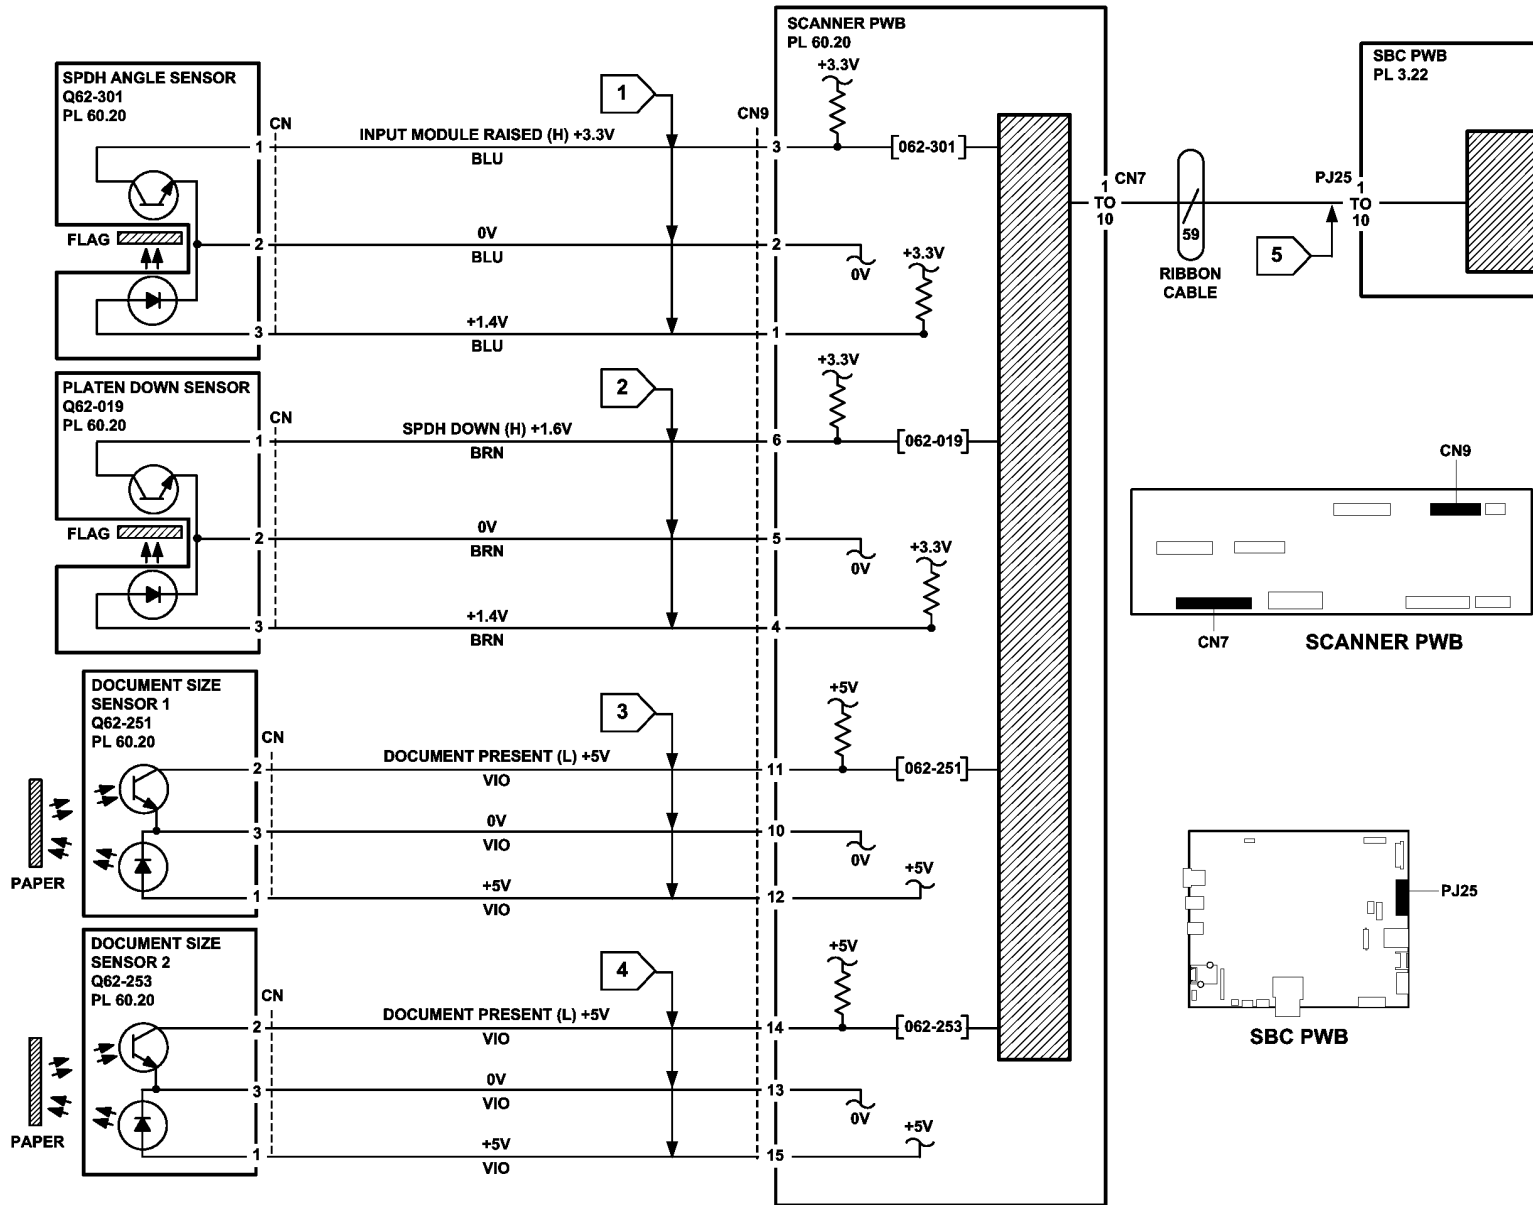 SCANNER PWB
PL 60.20
SBC PWB
PL 3.22
SPDH ANGLE SENSOR
Q62-301
PL 60.20
CN
1
CN9
+3.3V
1
INPUT MODULE RAISED (H) +3.3V
BLU
3
[062-301]
FLAG
2
0V
BLU
2
0V
+3.3V
3
+1.4V
BLU
1
1
TO
10
CN7
59
RIBBON
CABLE
PJ25
1
TO
10
5
PLATEN DOWN SENSOR
Q62-019
PL 60.20
CN
2
+3.3V
1
SPDH DOWN (H) +1.6V
BRN
6
[062-019]
FLAG
2
0V
BRN
5
0V
+3.3V
3
+1.4V
BRN
4
CN9
CN7
SCANNER PWB
DOCUMENT SIZE
SENSOR 1
Q62-251
PL 60.20
CN
3
+5V
2
DOCUMENT PRESENT (L) +5V
VIO
11
[062-251]
3
0V
VIO
10
0V
PAPER
1
+5V
VIO
12
+5V
PJ25
SBC PWB
DOCUMENT SIZE
SENSOR 2
Q62-253
PL 60.20
CN
4
+5V
2
DOCUMENT PRESENT (L) +5V
VIO
14
[062-253]
3
0V
VIO
13
0V
PAPER
1
+5V
VIO
15
+5V